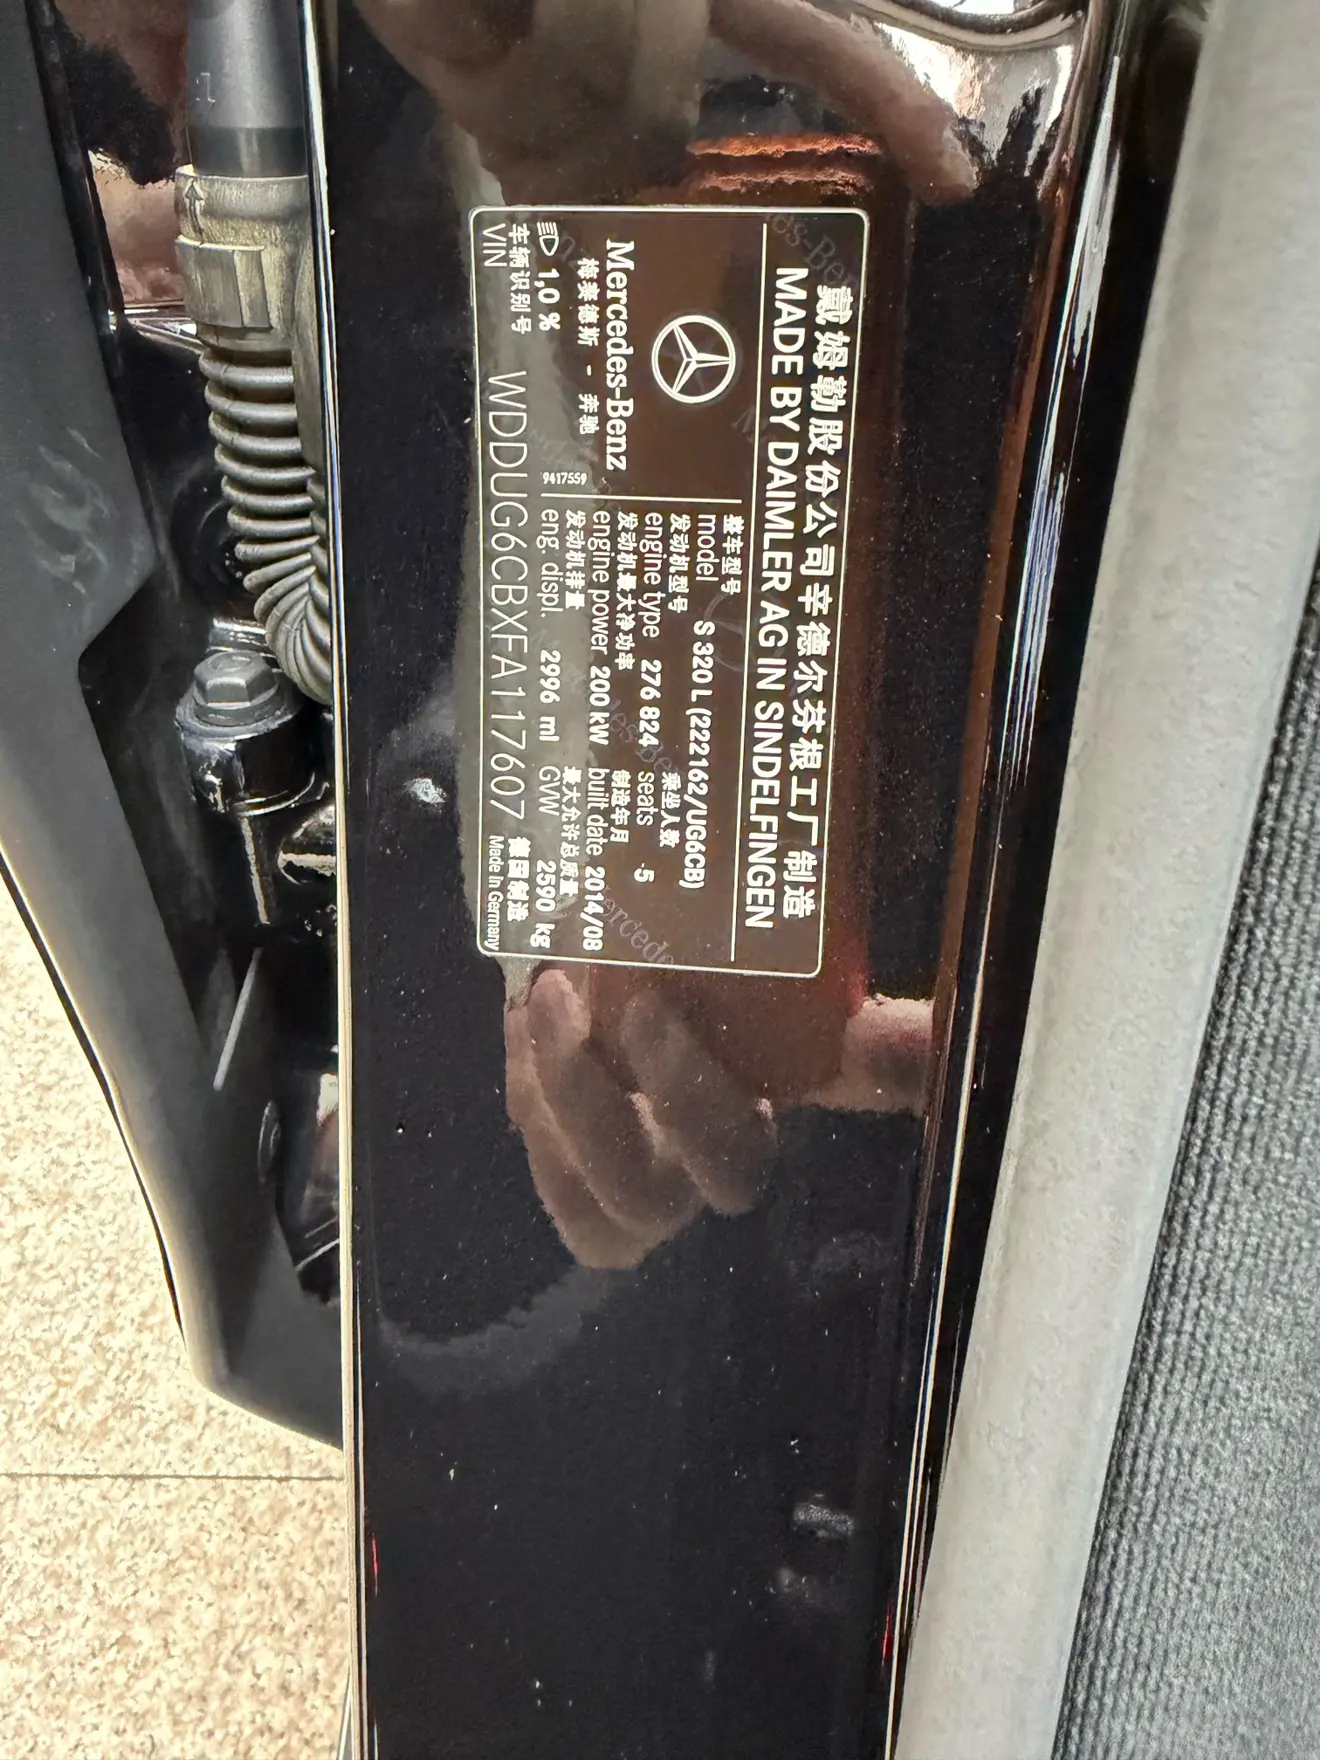 戴姆勒股份公司辛德尔芬根工厂制造
MADE BY DAIMLER AG IN SINDELFINGEN
Mercedes-Benz
梅赛德斯 - 奔驰
1,0 %
9417559
整车型号
model S 320 L (222162/UG6CB)
发动机型号 乘坐人数
engine type 276 824 seats -5
发动机最大净功率 制造年月
engine power 200 kW built date 2014/08
发动机排量 最大允许总质量
eng. displ. 2996 ml GVW 2590 kg
车辆识别号 德国制造
VIN WDDUG6CBXFA117607 Made In Germany